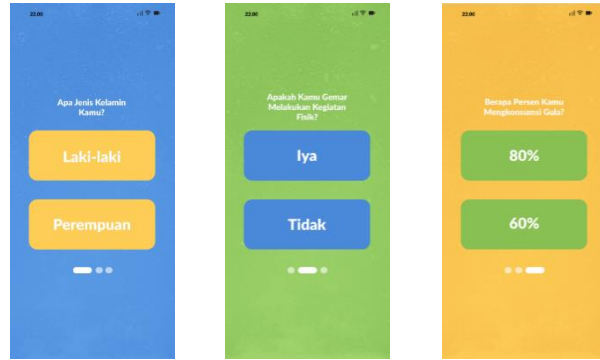 22.00
Apa Jenis Kelamin
Kamu?
Laki-laki
Perempuan
22.00
Apakah Kamu Gemar
Melakukan Kegiatan
Fisik?
Iya
Tidak
22.00
Berapa Persen Kamu
Mengkonsumsi Gula?
80%
60%